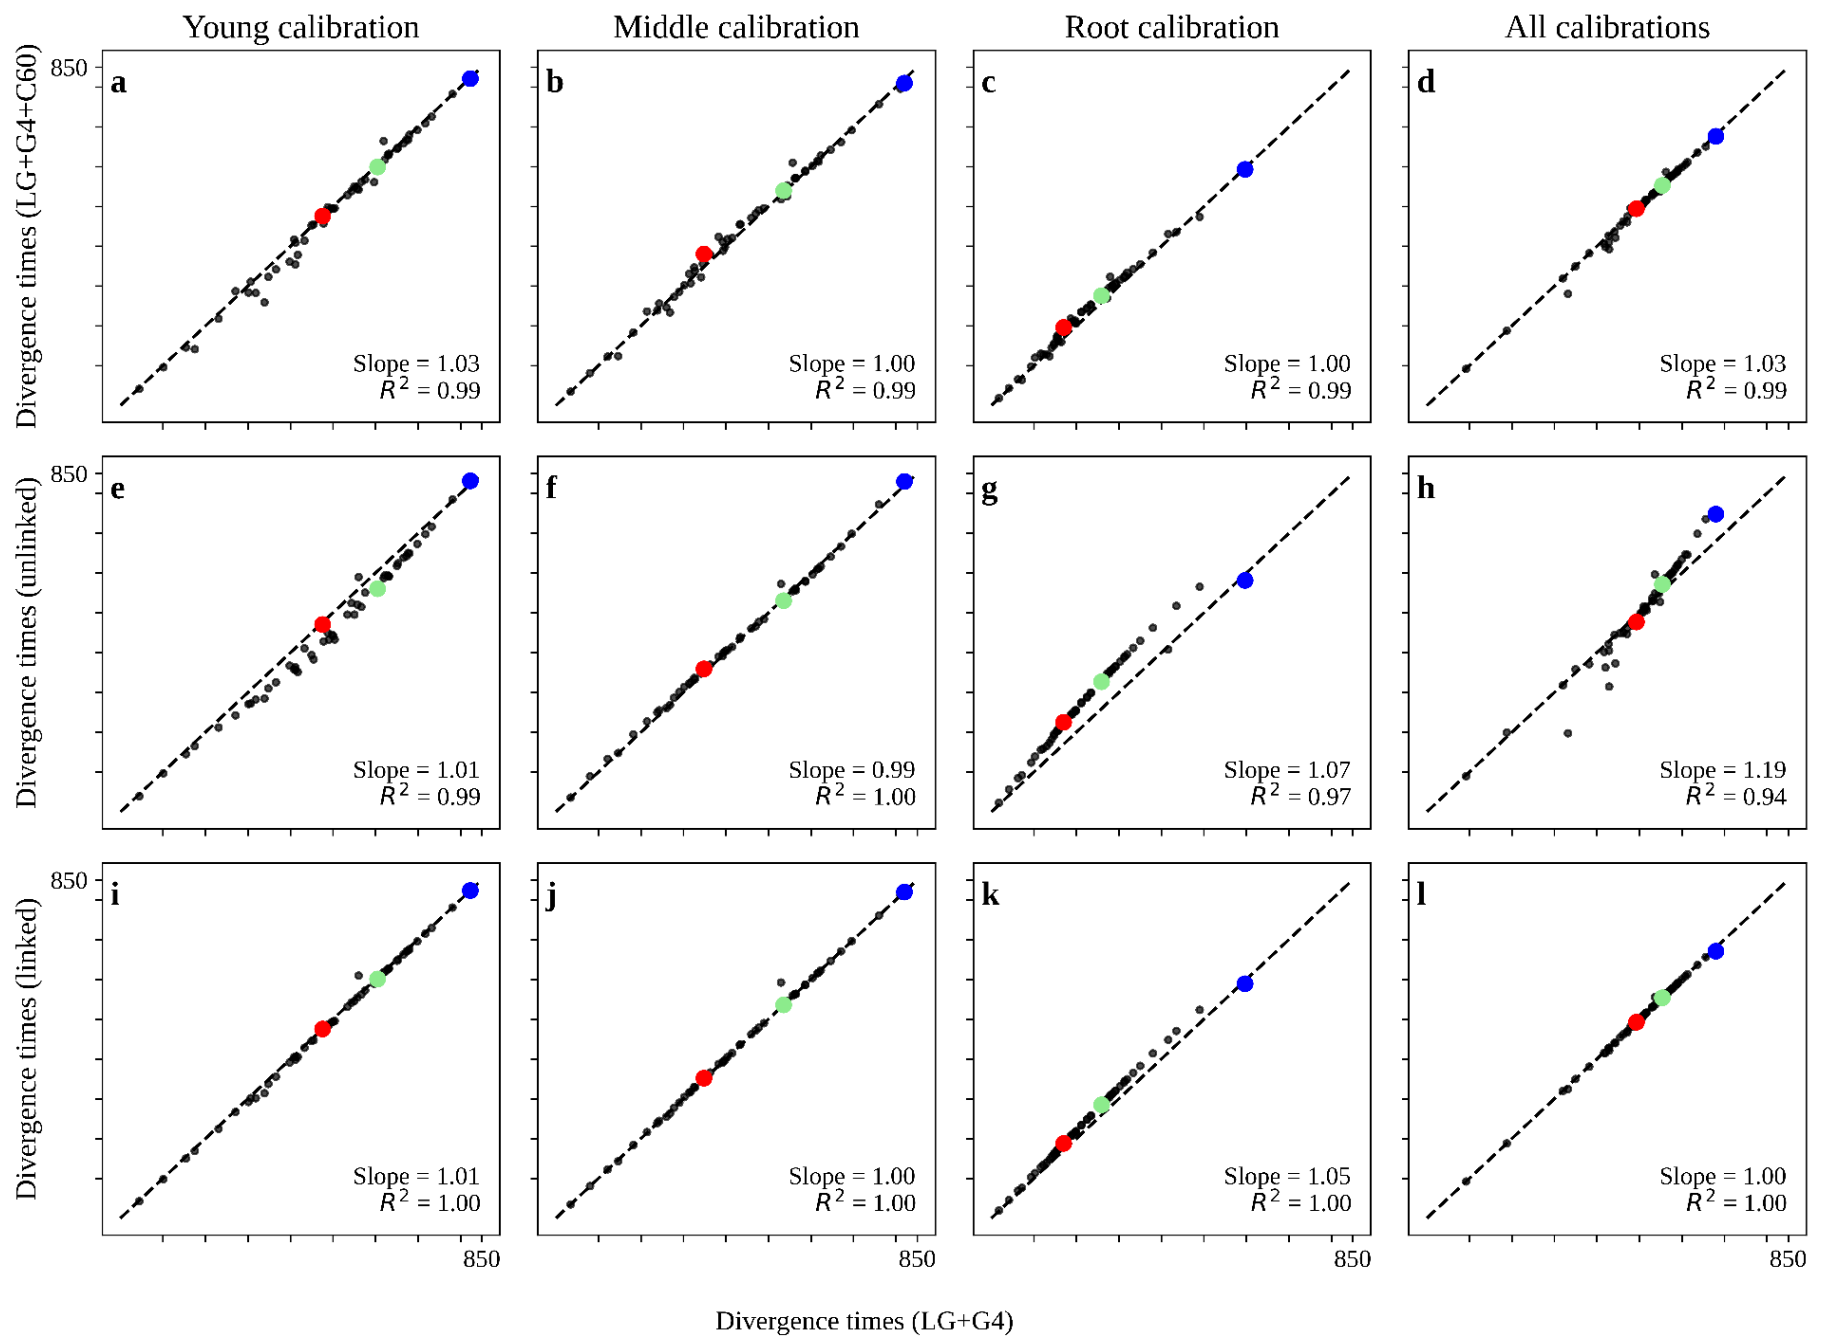 Young calibration
Middle calibration
Root calibration
All calibrations
Divergence times (LG+G4+C60)
850
a
Slope = 1.03
R² = 0.99
b
Slope = 1.00
R² = 0.99
c
Slope = 1.00
R² = 0.99
d
Slope = 1.03
R² = 0.99
Divergence times (unlinked)
850
e
Slope = 1.01
R² = 0.99
f
Slope = 0.99
R² = 1.00
g
Slope = 1.07
R² = 0.97
h
Slope = 1.19
R² = 0.94
Divergence times (linked)
850
i
Slope = 1.01
R² = 1.00
j
Slope = 1.00
R² = 1.00
k
Slope = 1.05
R² = 1.00
l
Slope = 1.00
R² = 1.00
850
850
850
850
Divergence times (LG+G4)